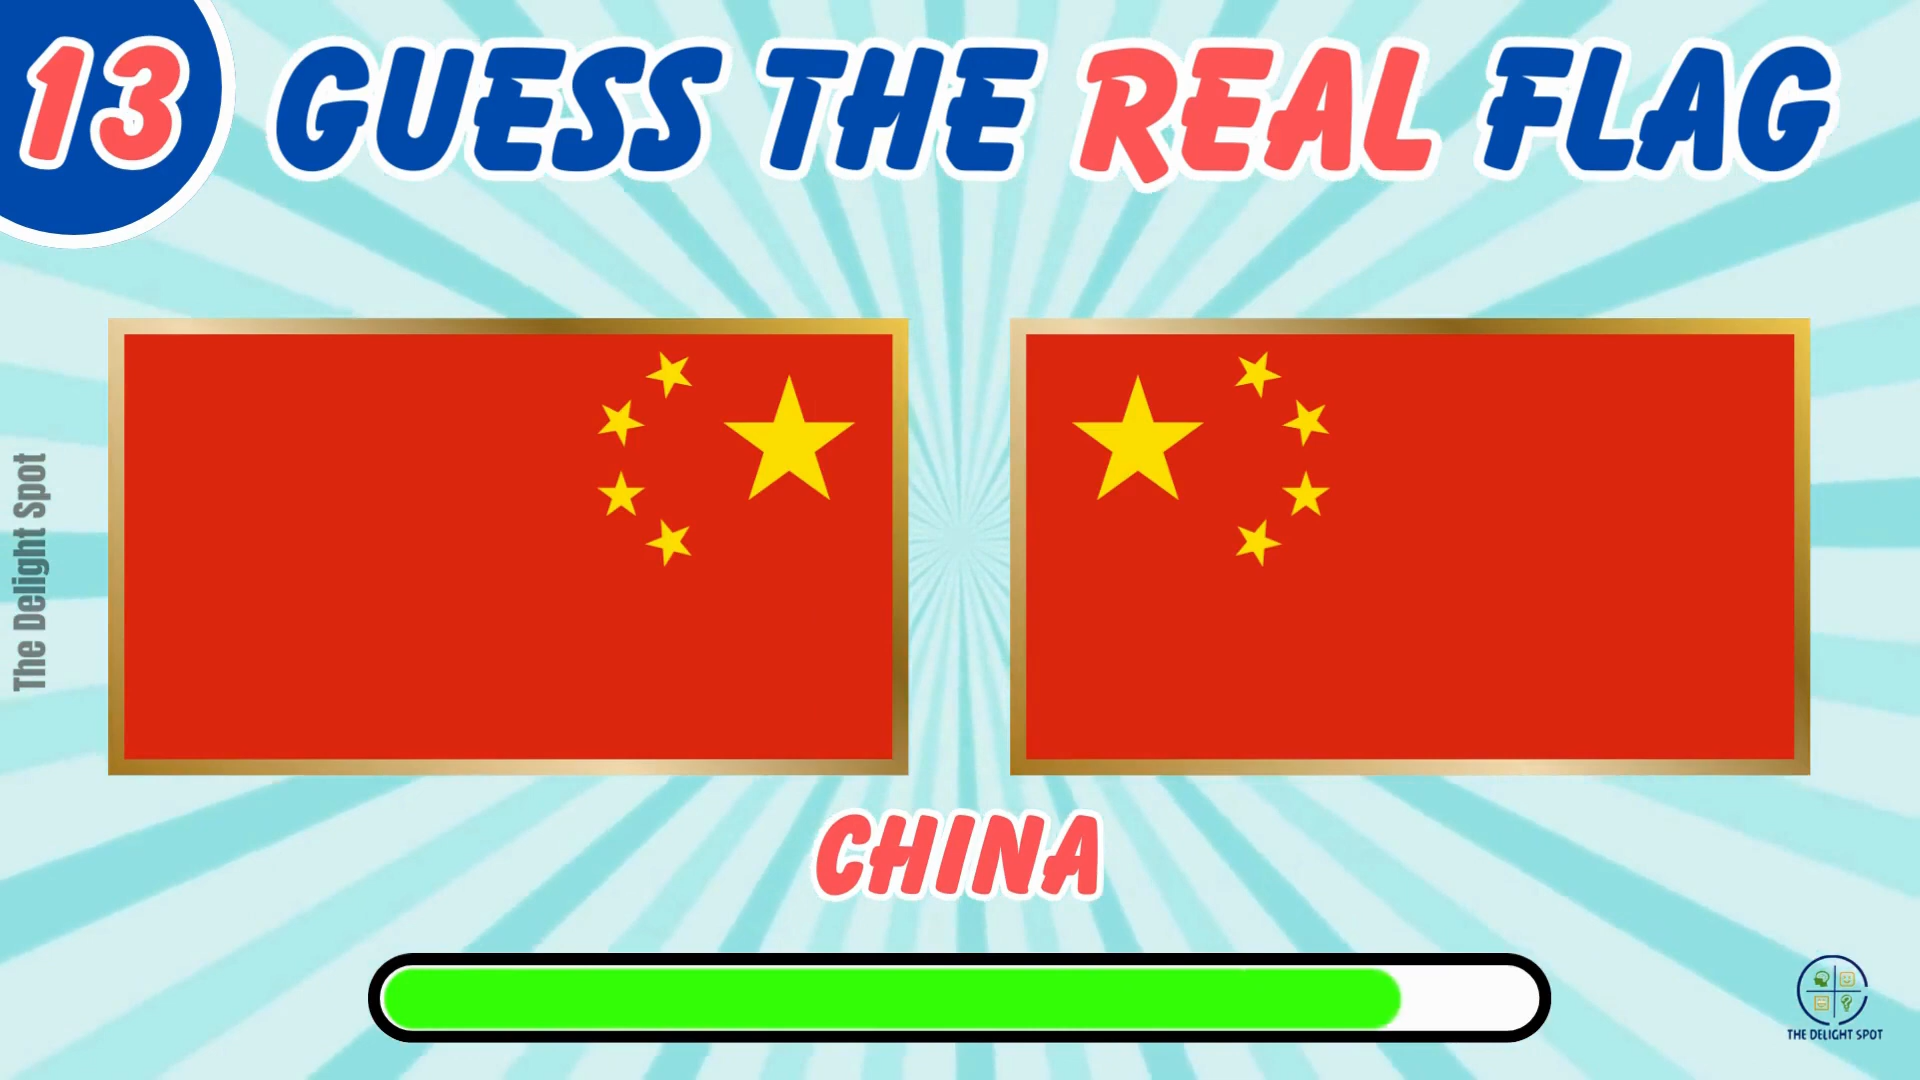 13
GUESS THE REAL FLAG
The Delight Spot
CHINA
THE DELIGHT SPOT